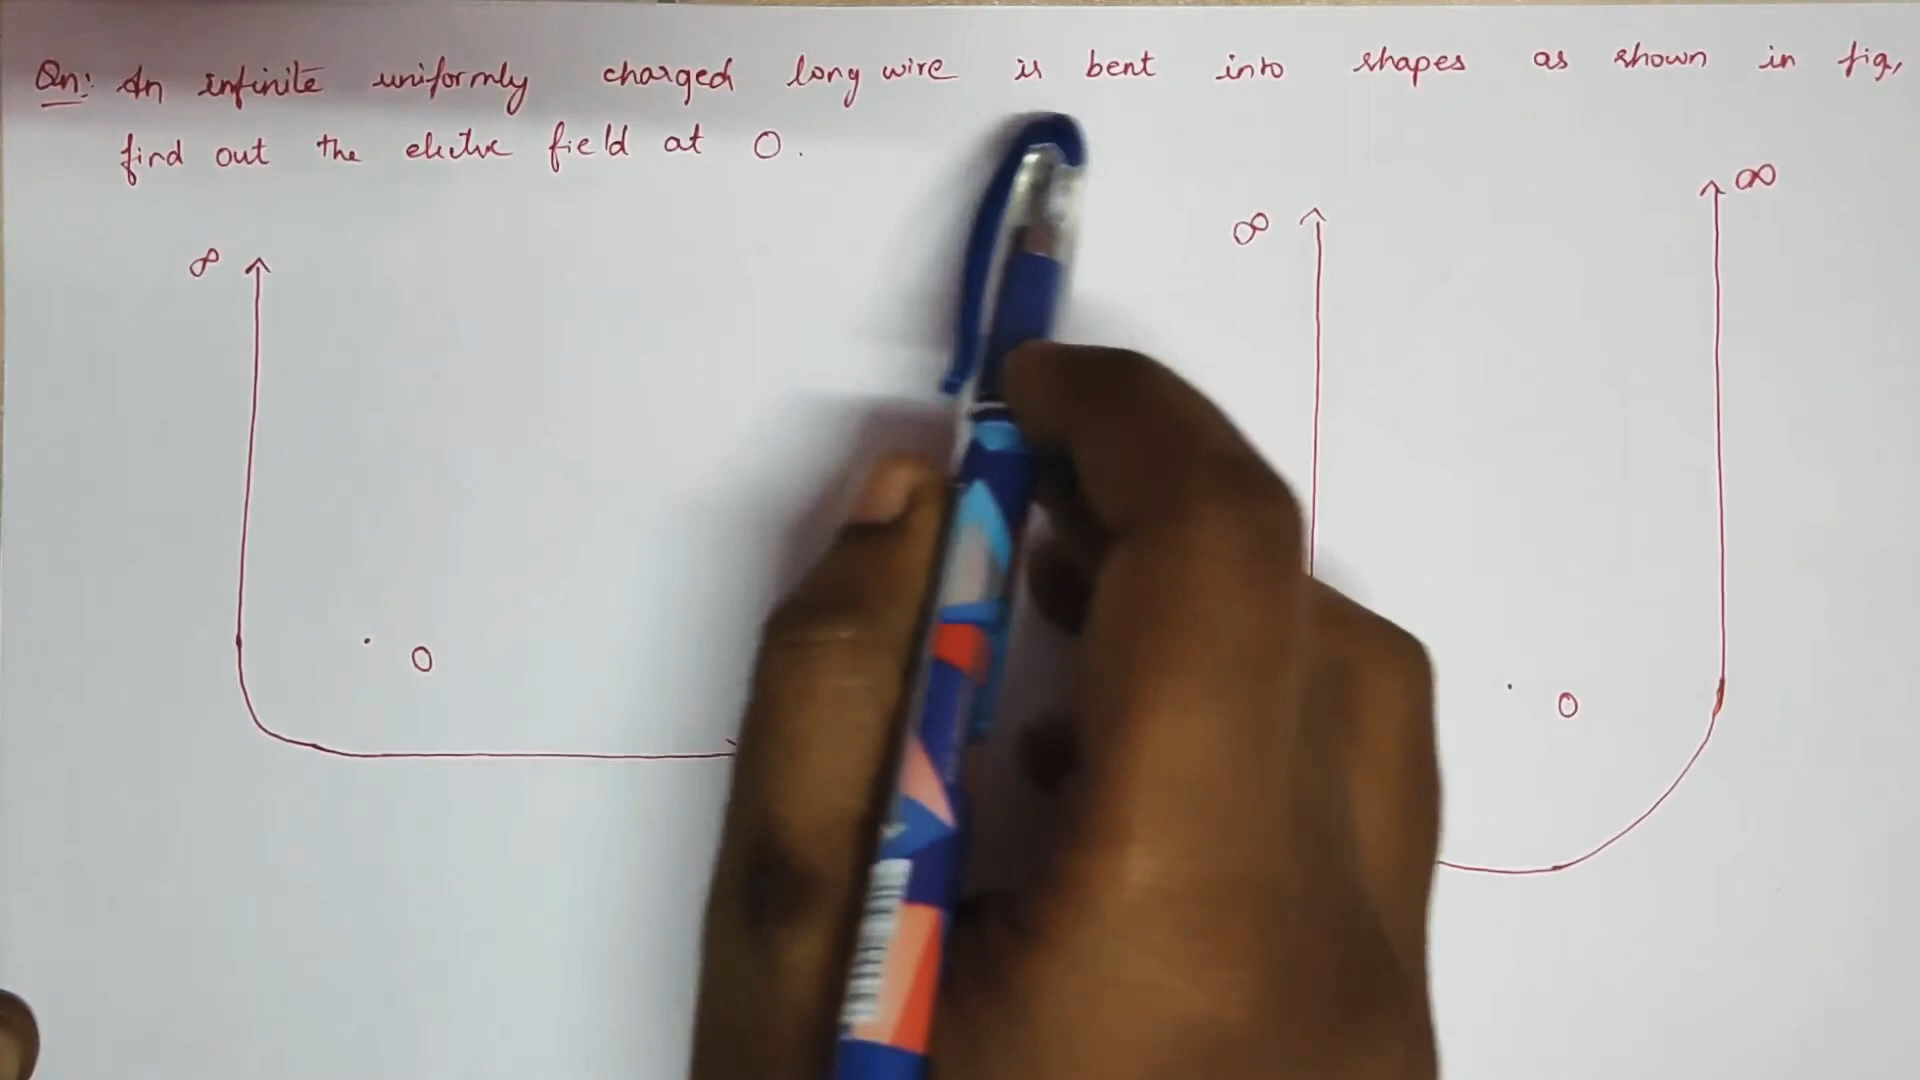 Qn: An infinite uniformly charged long wire is bent into shapes as shown in fig,
find out the electric field at O.
∞
∞
∞
O
O